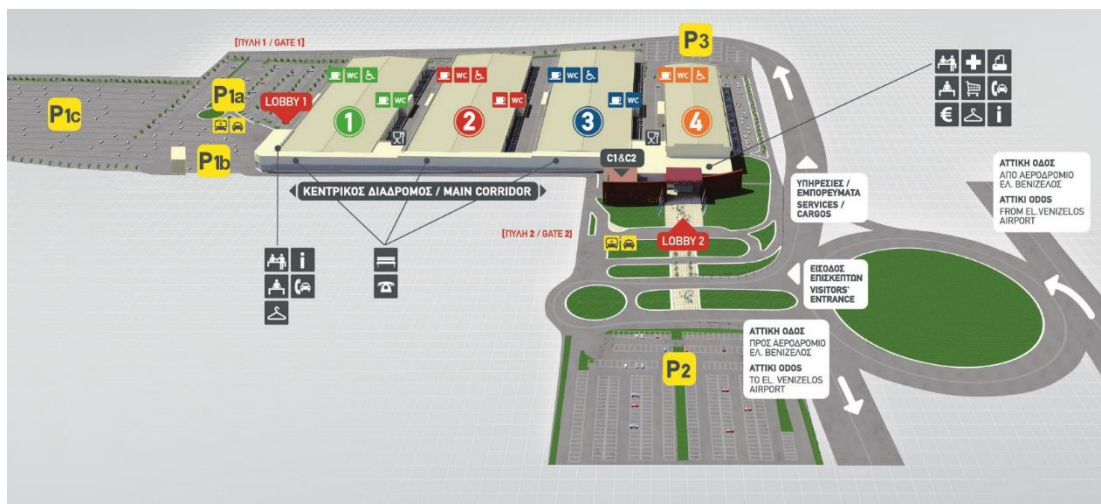 [ΠΥΛΗ 1 / GATE 1]
P3
P1a
LOBBY 1
P1c
P1b
WC
WC
WC
WC
WC
WC
WC
1
2
3
4
C1&C2
ΚΕΝΤΡΙΚΟΣ ΔΙΑΔΡΟΜΟΣ / MAIN CORRIDOR
[ΠΥΛΗ 2 / GATE 2]
LOBBY 2
i
€
i
ΥΠΗΡΕΣΙΕΣ /
ΕΜΠΟΡΕΥΜΑΤΑ
SERVICES /
CARGOS
ΑΤΤΙΚΗ ΟΔΟΣ
ΑΠΟ ΑΕΡΟΔΡΟΜΙΟ
ΕΛ. ΒΕΝΙΖΕΛΟΣ
ATTIKI ODOS
FROM EL.VENIZELOS
AIRPORT
ΕΙΣΟΔΟΣ
ΕΠΙΣΚΕΠΤΩΝ
VISITORS'
ENTRANCE
ΑΤΤΙΚΗ ΟΔΟΣ
ΠΡΟΣ ΑΕΡΟΔΡΟΜΙΟ
ΕΛ. ΒΕΝΙΖΕΛΟΣ
ATTIKI ODOS
TO EL. VENIZELOS
AIRPORT
P2